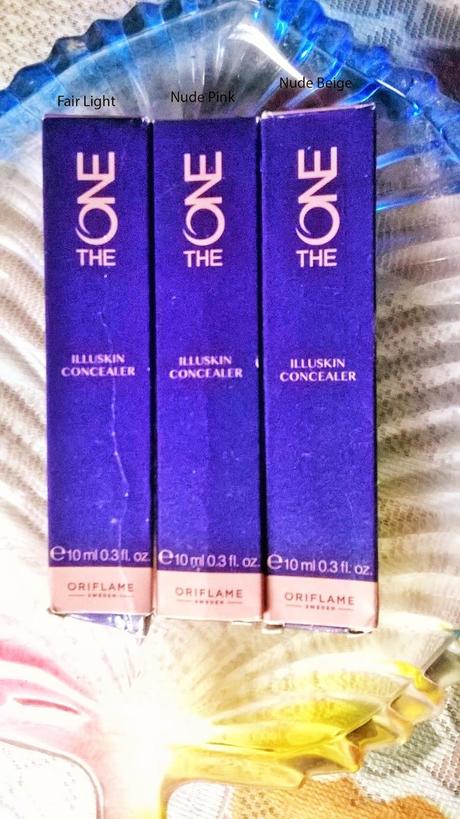 Fair Light
Nude Pink
Nude Beige
THE ONE
ILLUSKIN
CONCEALER
e10 ml 0.3 fl. oz.
ORIFLAME
SWEDEN
THE ONE
ILLUSKIN
CONCEALER
e10 ml 0.3 fl. oz.
ORIFLAME
SWEDEN
THE ONE
ILLUSKIN
CONCEALER
e10 ml 0.3 fl. oz.
ORIFLAME
SWEDEN